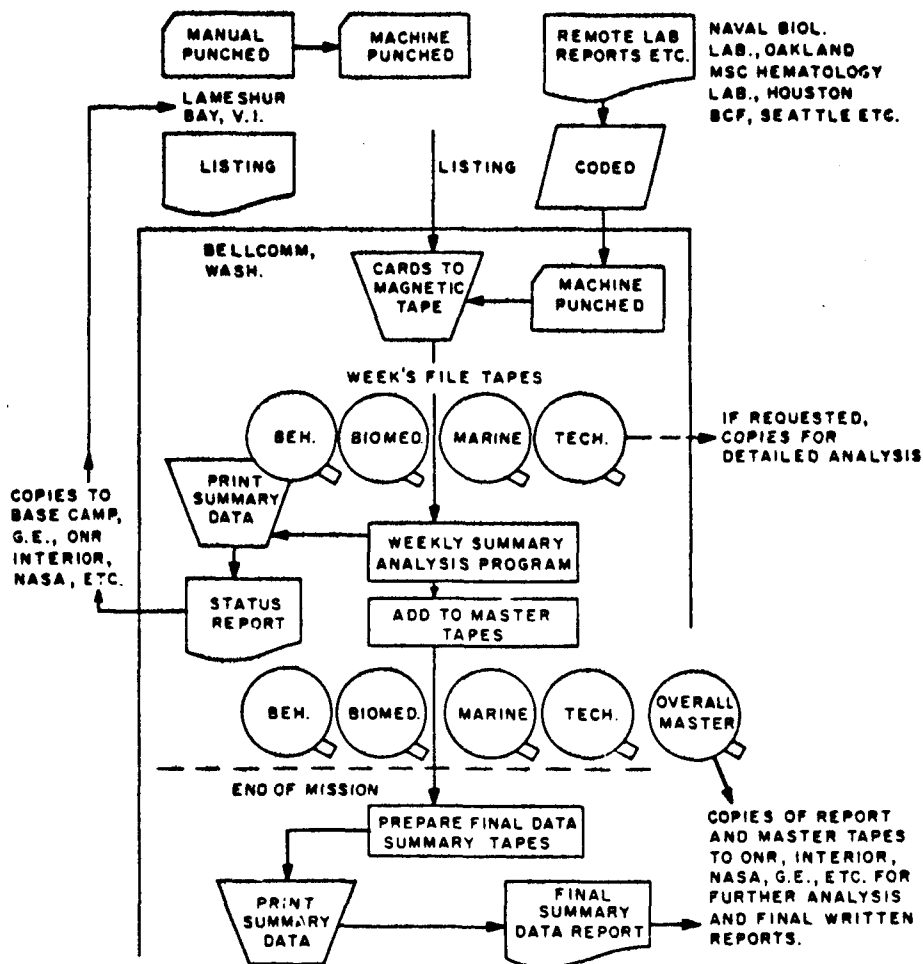 MANUAL
PUNCHED
MACHINE
PUNCHED
REMOTE LAB
REPORTS ETC.
NAVAL BIOL.
LAB., OAKLAND
MSC HEMATOLOGY
LAB., HOUSTON
BCF, SEATTLE ETC.
LAMESHUR
BAY, V.I.
LISTING
LISTING
CODED
BELLCOMM,
WASH.
CARDS TO
MAGNETIC
TAPE
MACHINE
PUNCHED
WEEK'S FILE TAPES
BEH.
BIOMED.
MARINE
TECH.
IF REQUESTED,
COPIES FOR
DETAILED ANALYSIS
PRINT
SUMMARY
DATA
COPIES TO
BASE CAMP,
G.E., ONR
INTERIOR,
NASA, ETC.
WEEKLY SUMMARY
ANALYSIS PROGRAM
STATUS
REPORT
ADD TO MASTER
TAPES
BEH.
BIOMED.
MARINE
TECH.
OVERALL
MASTER
END OF MISSION
PREPARE FINAL DATA
SUMMARY TAPES
COPIES OF REPORT
AND MASTER TAPES
TO ONR, INTERIOR,
NASA, G.E., ETC. FOR
FURTHER ANALYSIS
AND FINAL WRITTEN
REPORTS.
PRINT
SUMMARY
DATA
FINAL
SUMMARY
DATA REPORT